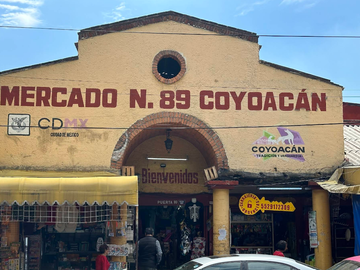 MERCADO N. 89 COYOACÁN
CDMX
CIUDAD DE MÉXICO
COYOACÁN
Bienvenidos